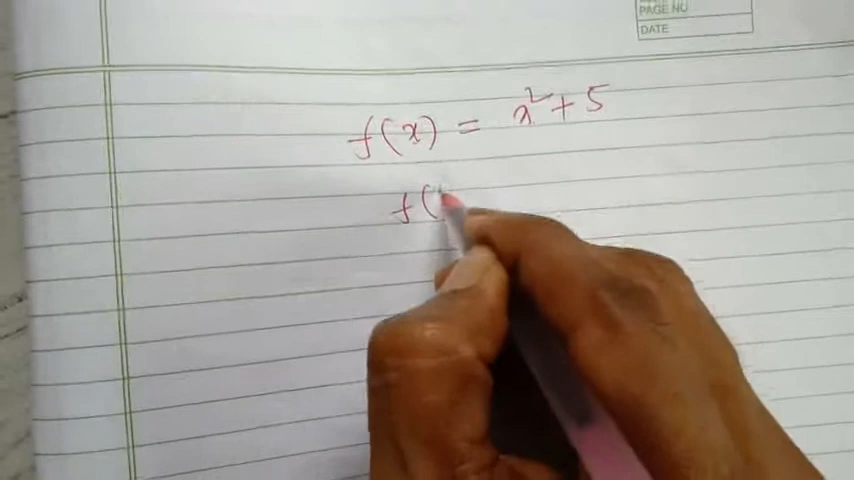 PAGE NO
DATE
f(x) = x² + 5
f(